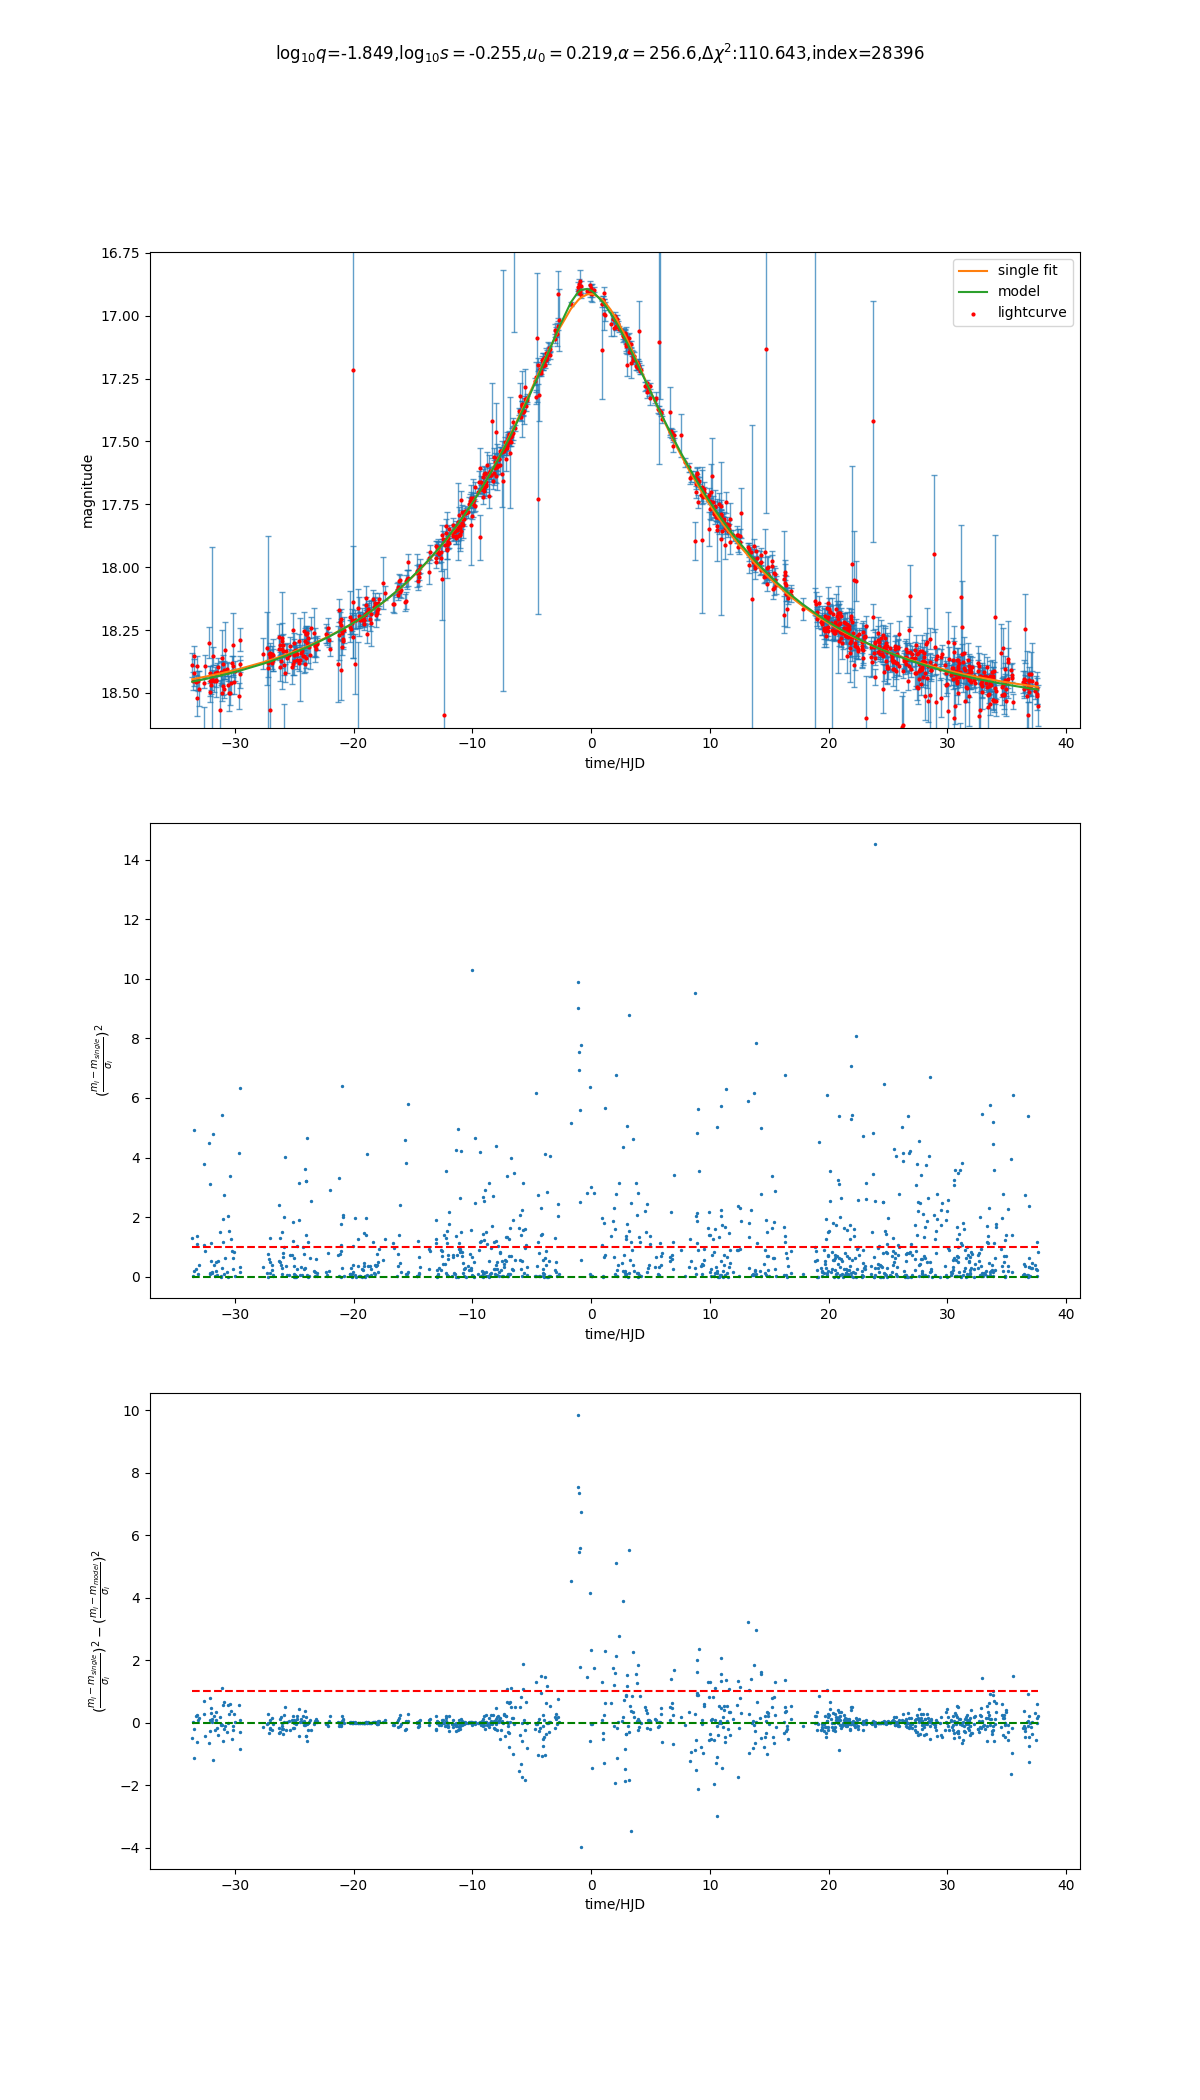 log₁₀q=-1.849,log₁₀s = -0.255,u₀ = 0.219,α = 256.6,Δχ²:110.643,index=28396
16.75
17.00
17.25
17.50
17.75
18.00
18.25
18.50
magnitude
single fit
model
lightcurve
−30 −20 −10 0 10 20 30 40
time/HJD
14
12
10
8
6
4
2
0
(mᵢ − m_single / σᵢ)²
−30 −20 −10 0 10 20 30 40
time/HJD
10
8
6
4
2
0
−2
−4
(mᵢ − m_single / σᵢ)² − (mᵢ − m_model / σᵢ)²
−30 −20 −10 0 10 20 30 40
time/HJD